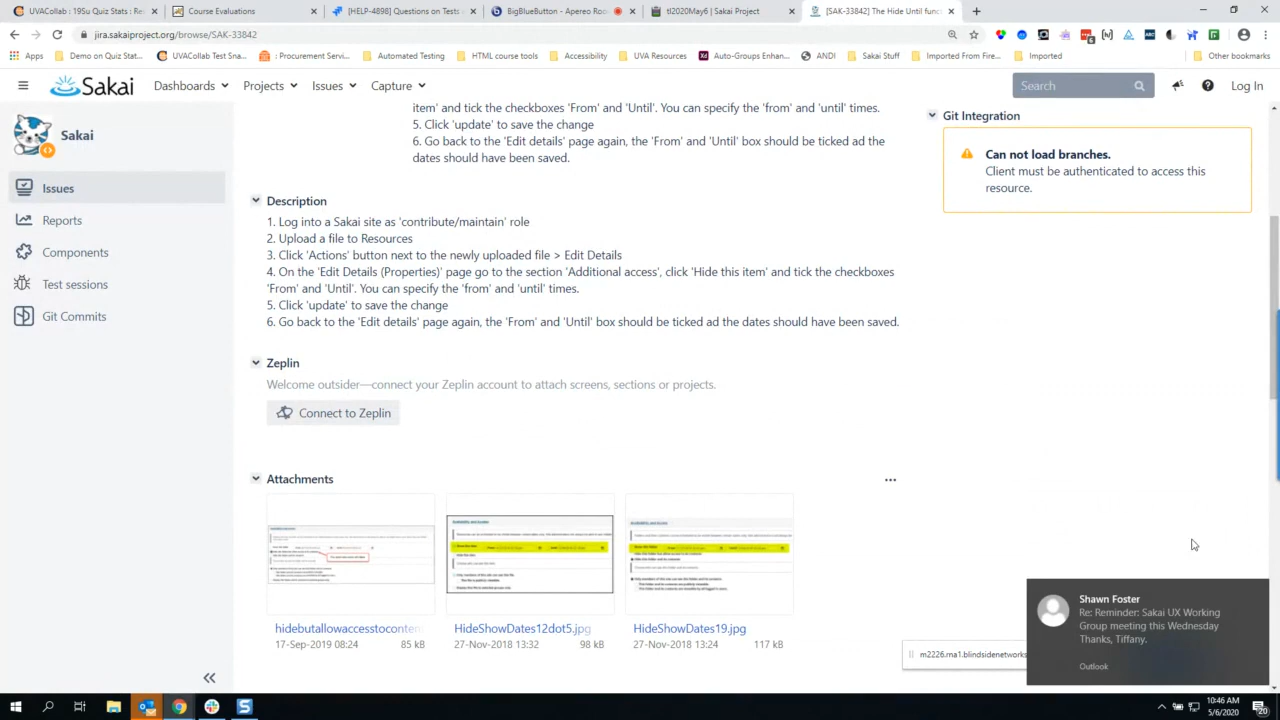 UVACollab : 19Su Quiz Stats : Re
Course Evaluations
[HELP-4898] Questions on Tests
BigBlueButton - Apereo Roo
tl2020May6 | Sakai Project
[SAK-33842] The Hide Until func
jira.sakaiproject.org/browse/SAK-33842
Apps
Demo on Quiz Stat...
UVACollab Test Sna...
: Procurement Servi...
Automated Testing
HTML course tools
Accessibility
UVA Resources
Auto-Groups Enhan...
ANDI
Sakai Stuff
Imported From Fire...
Imported
Other bookmarks
Sakai
Dashboards
Projects
Issues
Capture
Search
Log In
Sakai
Issues
Reports
Components
Test sessions
Git Commits
item' and tick the checkboxes 'From' and 'Until'. You can specify the 'from' and 'until' times.
5. Click 'update' to save the change
6. Go back to the 'Edit details' page again, the 'From' and 'Until' box should be ticked ad the
dates should have been saved.
Description
1. Log into a Sakai site as 'contribute/maintain' role
2. Upload a file to Resources
3. Click 'Actions' button next to the newly uploaded file > Edit Details
4. On the 'Edit Details (Properties)' page go to the section 'Additional access', click 'Hide this item' and tick the checkboxes
'From' and 'Until'. You can specify the 'from' and 'until' times.
5. Click 'update' to save the change
6. Go back to the 'Edit details' page again, the 'From' and 'Until' box should be ticked ad the dates should have been saved.
Zeplin
Welcome outsider—connect your Zeplin account to attach screens, sections or projects.
Connect to Zeplin
Attachments
hidebutallowaccesstoconten
17-Sep-2019 08:24 85 kB
HideShowDates12dot5.jpg
27-Nov-2018 13:32 98 kB
HideShowDates19.jpg
27-Nov-2018 13:24 117 kB
Git Integration
Can not load branches.
Client must be authenticated to access this
resource.
m2226.rna1.blindsidenetworks
Shawn Foster
Re: Reminder: Sakai UX Working
Group meeting this Wednesday
Thanks, Tiffany.
Outlook
10:46 AM
5/6/2020
20